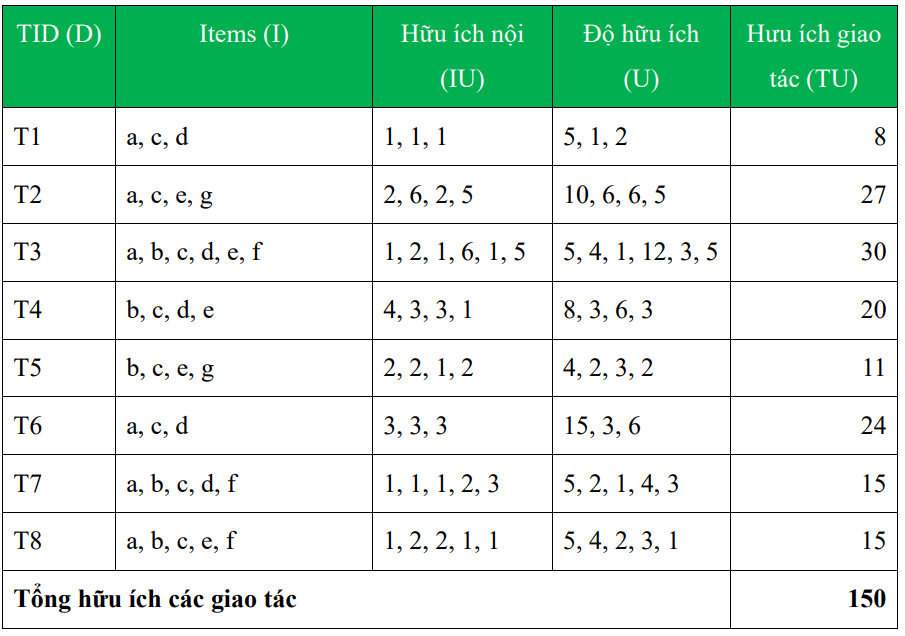 TID (D) Items (I) Hữu ích nội (IU) Độ hữu ích (U) Hưu ích giao tác (TU)
T1 a, c, d 1, 1, 1 5, 1, 2 8
T2 a, c, e, g 2, 6, 2, 5 10, 6, 6, 5 27
T3 a, b, c, d, e, f 1, 2, 1, 6, 1, 5 5, 4, 1, 12, 3, 5 30
T4 b, c, d, e 4, 3, 3, 1 8, 3, 6, 3 20
T5 b, c, e, g 2, 2, 1, 2 4, 2, 3, 2 11
T6 a, c, d 3, 3, 3 15, 3, 6 24
T7 a, b, c, d, f 1, 1, 1, 2, 3 5, 2, 1, 4, 3 15
T8 a, b, c, e, f 1, 2, 2, 1, 1 5, 4, 2, 3, 1 15
Tổng hữu ích các giao tác 150